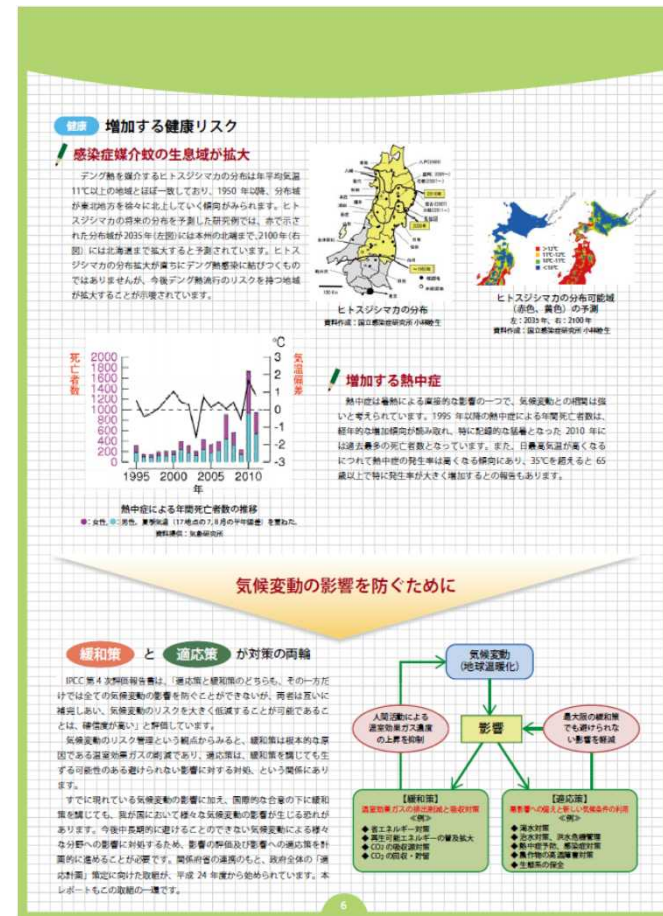 健康 増加する健康リスク
感染症媒介蚊の生息域が拡大
デング熱を媒介するヒトスジシマカの分布は年平均気温
11℃以上の地域とほぼ一致しており、1950 年以降、分布域
が東北地方を徐々に北上していく傾向がみられます。ヒト
スジシマカの将来の分布を予測した研究例では、赤で示さ
れた分布域が2035年(左図)には本州の北端まで、2100年(右
図)には北海道まで拡大すると予測されています。ヒトス
ジシマカの分布拡大が直ちにデング熱感染に結びつくもの
ではありませんが、今後デング熱流行のリスクを持つ地域
が拡大することが示唆されています。
ヒトスジシマカの分布
資料作成：国立感染症研究所 小林睦生
>12℃
11℃-12℃
10℃-11℃
<10℃
ヒトスジシマカの分布可能域
（赤色、黄色）の予測
左：2035年、右：2100年
資料作成：国立感染症研究所 小林睦生
死亡者数
2000
1800
1600
1400
1200
1000
800
600
400
200
0
℃
3
2
1
0
-1
-2
-3
気温偏差
1995 2000 2005 2010
年
熱中症による年間死亡者数の推移
●：女性、●：男性。夏季気温（17地点の7、8月の平年偏差）を重ねた。
資料提供：気象研究所
増加する熱中症
熱中症は暑熱による直接的な影響の一つで、気候変動との相関は強
いと考えられています。1995 年以降の熱中症による年間死亡者数は、
経年的な増加傾向が読み取れ、特に記録的な猛暑となった 2010 年に
は過去最多の死亡者数となっています。また、日最高気温が高くなる
につれて熱中症の発生率は高くなる傾向にあり、35℃を超えると 65
歳以上で特に発生率が大きく増加するとの報告もあります。
気候変動の影響を防ぐために
緩和策 と 適応策 が対策の両輪
IPCC 第 4 次評価報告書は、「適応策と緩和策のどちらも、その一方だ
けでは全ての気候変動の影響を防ぐことができないが、両者は互いに
補完しあい、気候変動のリスクを大きく低減することが可能であるこ
とは、確信度が高い」と評価しています。
気候変動のリスク管理という観点からみると、緩和策は根本的な原
因である温室効果ガスの削減であり、適応策は、緩和策を講じても生
ずる可能性のある避けられない影響に対する対処、という関係にあり
ます。
すでに現れている気候変動の影響に加え、国際的な合意の下に緩和
策を講じても、我が国において様々な気候変動の影響が生じる恐れが
あります。今後中長期的に避けることのできない気候変動による様々
な分野への影響に対処するため、影響の評価及び影響への適応策を計
画的に進めることが必要です。関係府省の連携のもと、政府全体の「適
応計画」策定に向けた取組が、平成 24 年度から始められています。本
レポートもこの取組の一環です。
気候変動
（地球温暖化）
人間活動による
温室効果ガス濃度
の上昇を抑制
影響
最大限の緩和策
でも避けられな
い影響を軽減
【緩和策】
温室効果ガスの排出削減と吸収対策
≪例≫
◆ 省エネルギー対策
◆ 再生可能エネルギーの普及拡大
◆ CO₂ の吸収源対策
◆ CO₂ の回収・貯留
【適応策】
悪影響への備えと新しい気候条件の利用
≪例≫
◆ 渇水対策
◆ 治水対策、洪水危機管理
◆ 熱中症予防、感染症対策
◆ 農作物の高温障害対策
◆ 生態系の保全
6